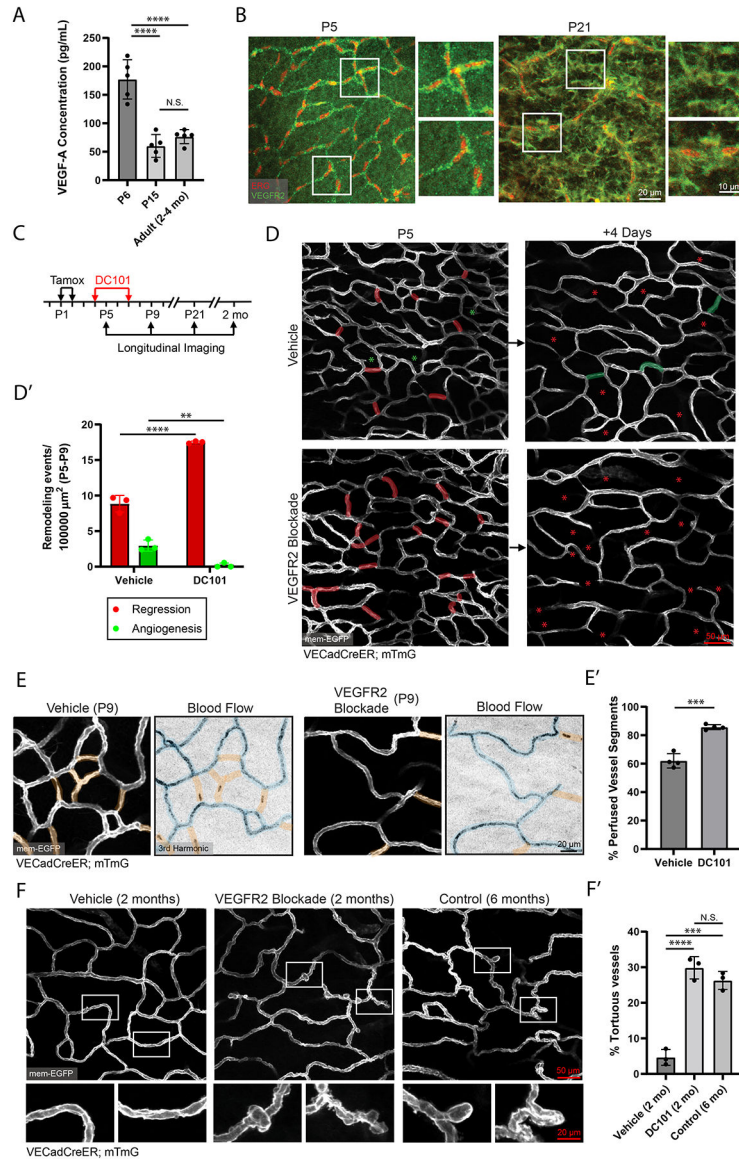 A
VEGF-A Concentration (pg/mL)
250
200
150
100
50
0
****
****
N.S.
P6
P15
Adult (2-4 mo)
B
P5
P21
VEGFR2
20 μm
10 μm
C
Tamox
DC101
P1
P5
P9
P21
2 mo
Longitudinal Imaging
D
P5
+4 Days
Vehicle
*
*
*
*
*
*
*
*
*
*
*
*
*
VEGFR2 Blockade
*
*
*
*
*
*
*
*
*
*
*
*
*
*
mem-EGFP
50 μm
VECadCreER; mTmG
D'
Remodeling events/
100000 μm² (P5-P9)
20
15
10
5
0
**
****
Vehicle
DC101
Regression
Angiogenesis
E
Vehicle (P9)
Blood Flow
VEGFR2
Blockade
(P9)
Blood Flow
mem-EGFP
3rd Harmonic
20 μm
VECadCreER; mTmG
E'
% Perfused Vessel Segments
100
90
80
70
60
50
40
30
20
10
0
***
Vehicle
DC101
F
Vehicle (2 months)
VEGFR2 Blockade (2 months)
Control (6 months)
mem-EGFP
50 μm
20 μm
VECadCreER; mTmG
F'
% Tortuous vessels
40
30
20
10
0
N.S.
***
****
Vehicle (2 mo)
DC101 (2 mo)
Control (6 mo)